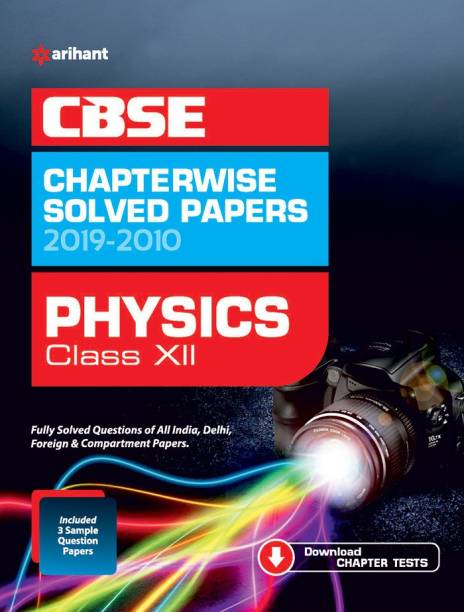 arihant
CBSE
CHAPTERWISE
SOLVED PAPERS
2019-2010
PHYSICS
Class XII
Fully Solved Questions of All India, Delhi,
Foreign & Compartment Papers.
Included
3 Sample
Question
Papers
Download
CHAPTER TESTS